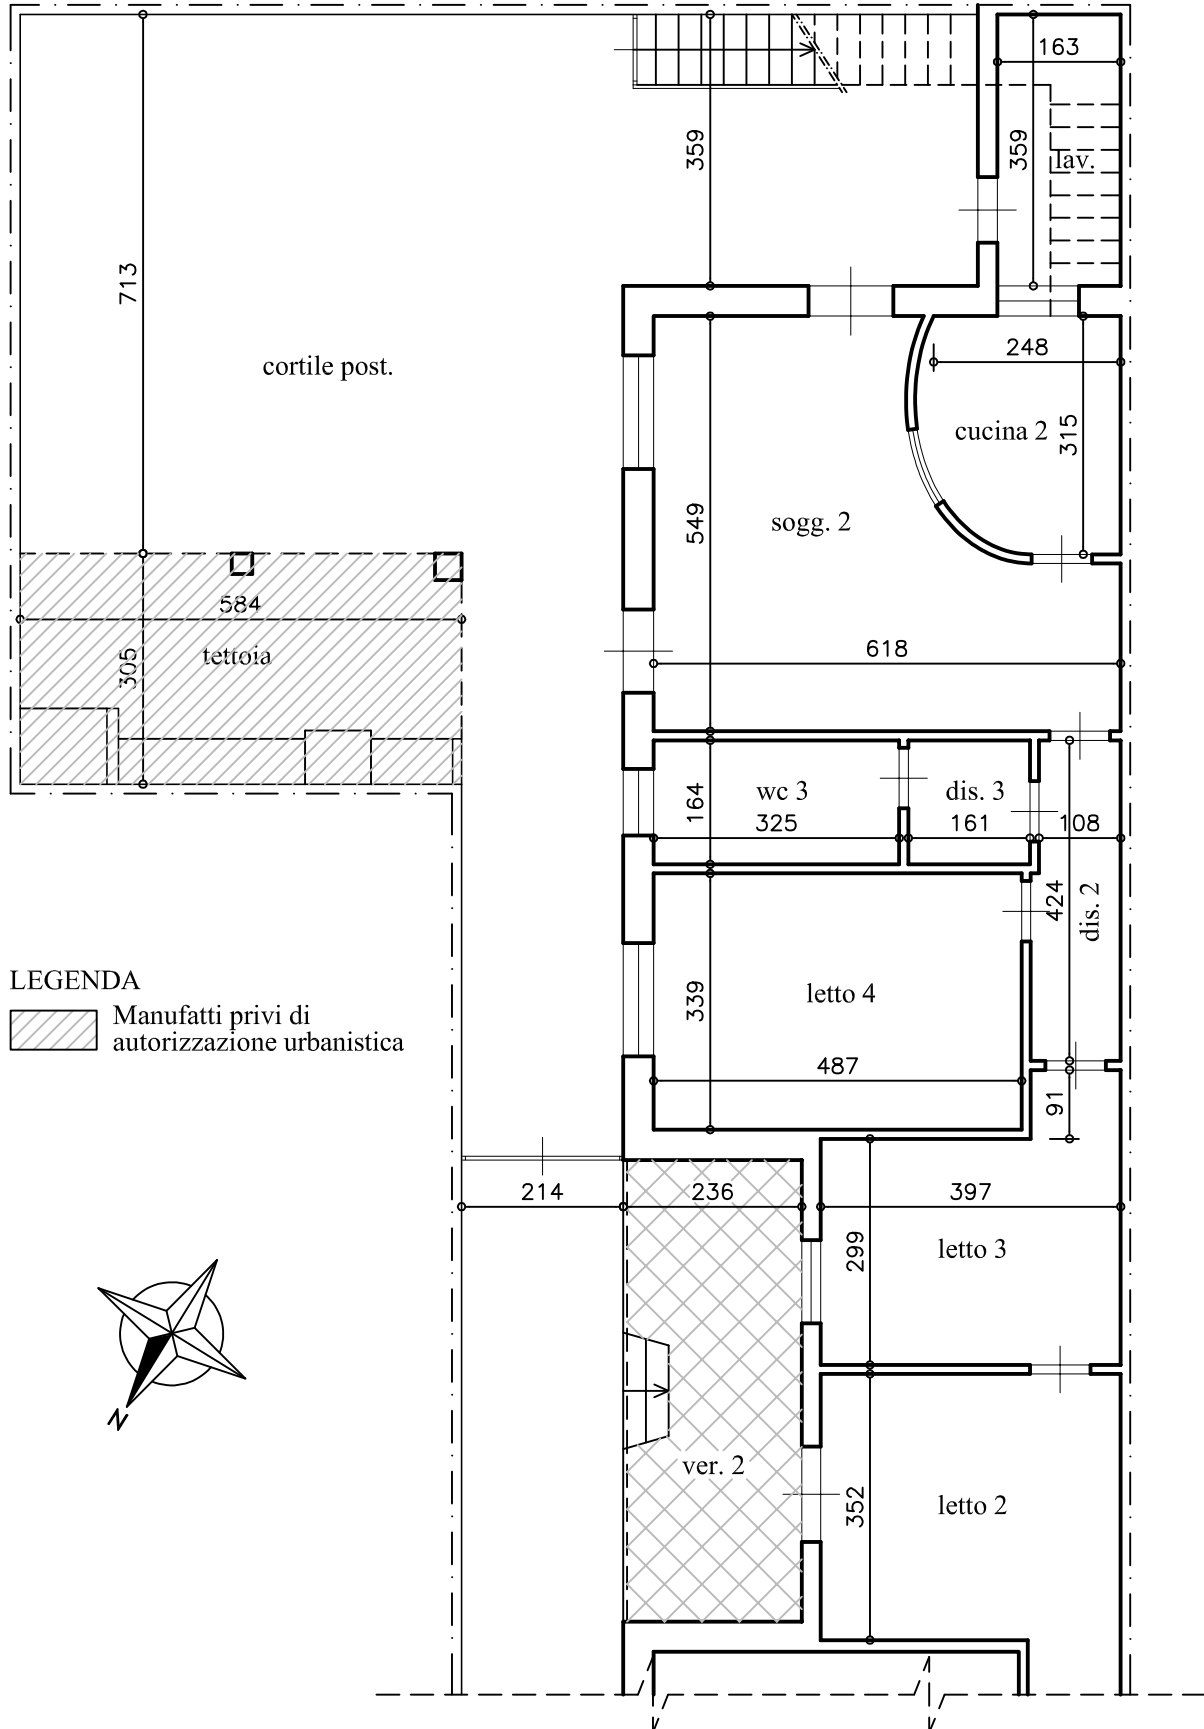 163
359
359
lav.
713
cortile post.
248
cucina 2
315
549
sogg. 2
584
tettoia
305
618
wc 3
dis. 3
164
325
161
108
424
dis. 2
339
letto 4
LEGENDA
Manufatti privi di
autorizzazione urbanistica
487
91
214
236
397
299
letto 3
N
ver. 2
352
letto 2